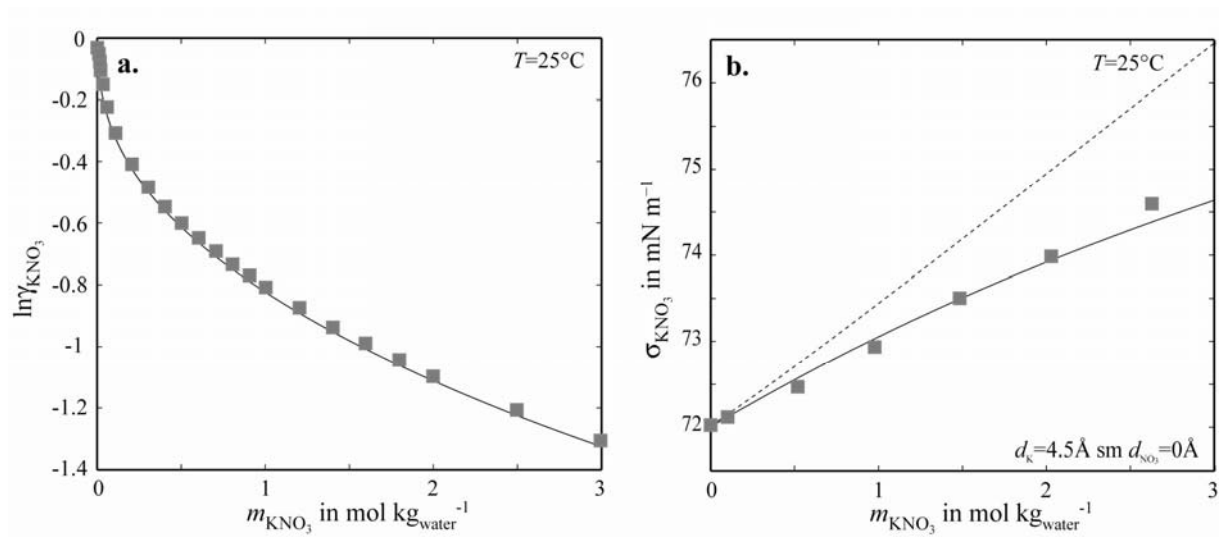 a.
T=25°C
lnγKNO3
0
-0.2
-0.4
-0.6
-0.8
-1
-1.2
-1.4
0
1
2
3
mKNO3 in mol kgwater-1
b.
T=25°C
σKNO3 in mN m−1
76
75
74
73
72
dK=4.5Å sm dNO3=0Å
0
1
2
3
mKNO3 in mol kgwater-1